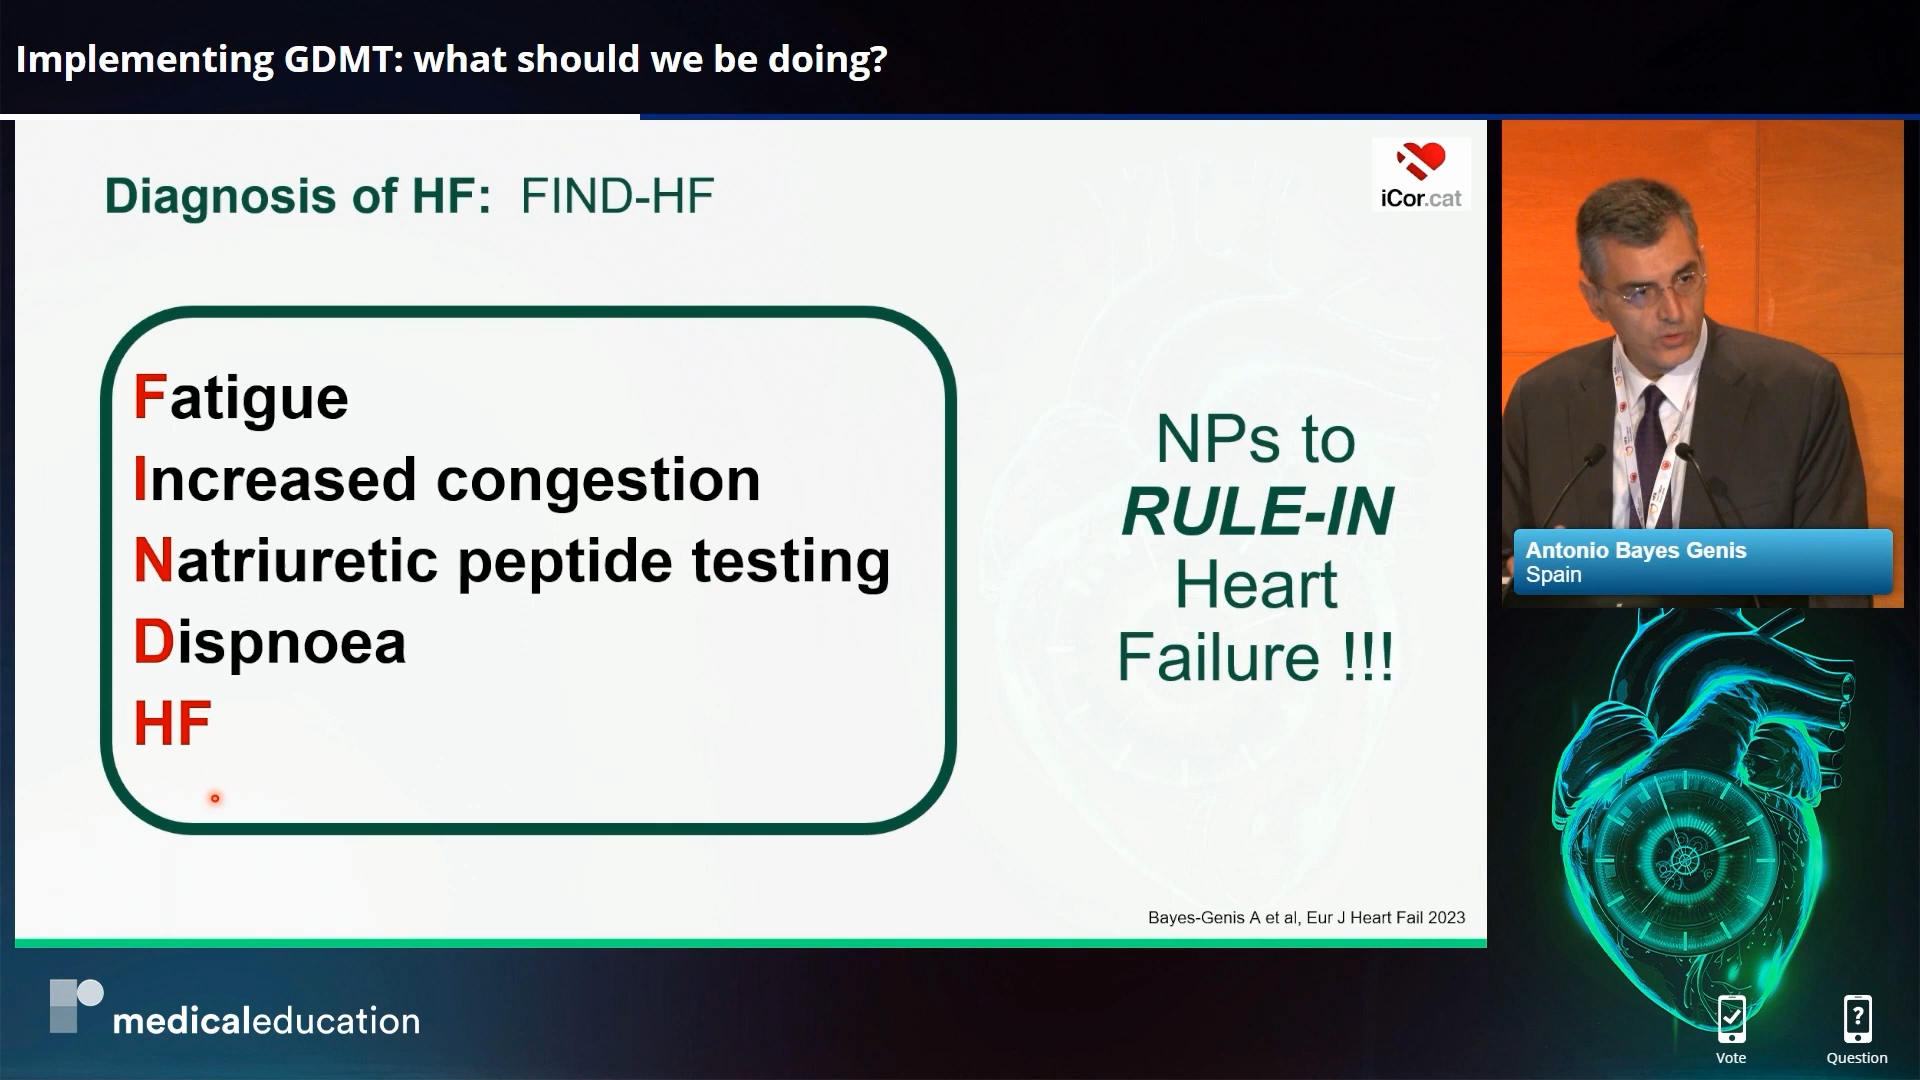 Implementing GDMT: what should we be doing?
Diagnosis of HF: FIND-HF
iCor.cat
Fatigue
Increased congestion
Natriuretic peptide testing
Dispnoea
HF
NPs to
RULE-IN
Heart
Failure !!!
Bayes-Genis A et al, Eur J Heart Fail 2023
Antonio Bayes Genis
Spain
medicaleducation
Vote
?
Question